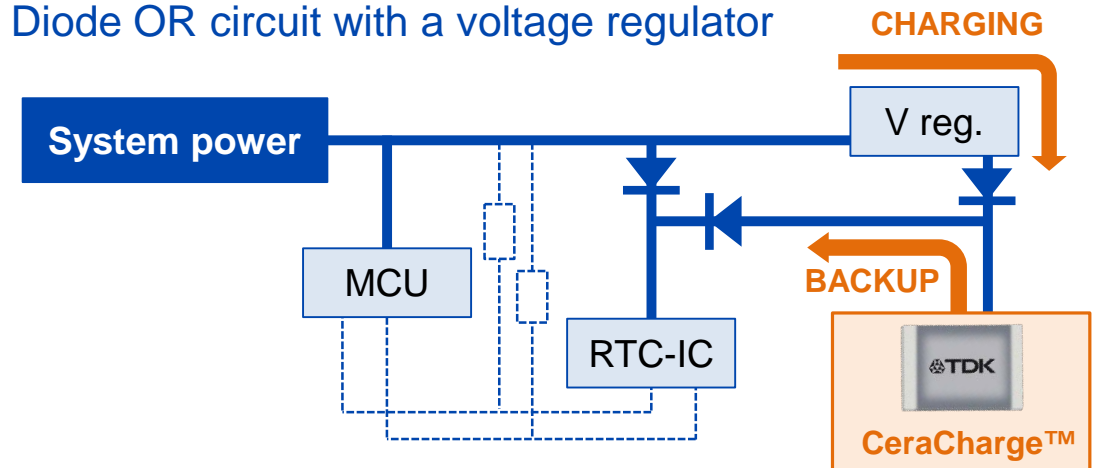 Diode OR circuit with a voltage regulator
CHARGING
System power
V reg.
MCU
BACKUP
RTC-IC
TDK
CeraCharge™